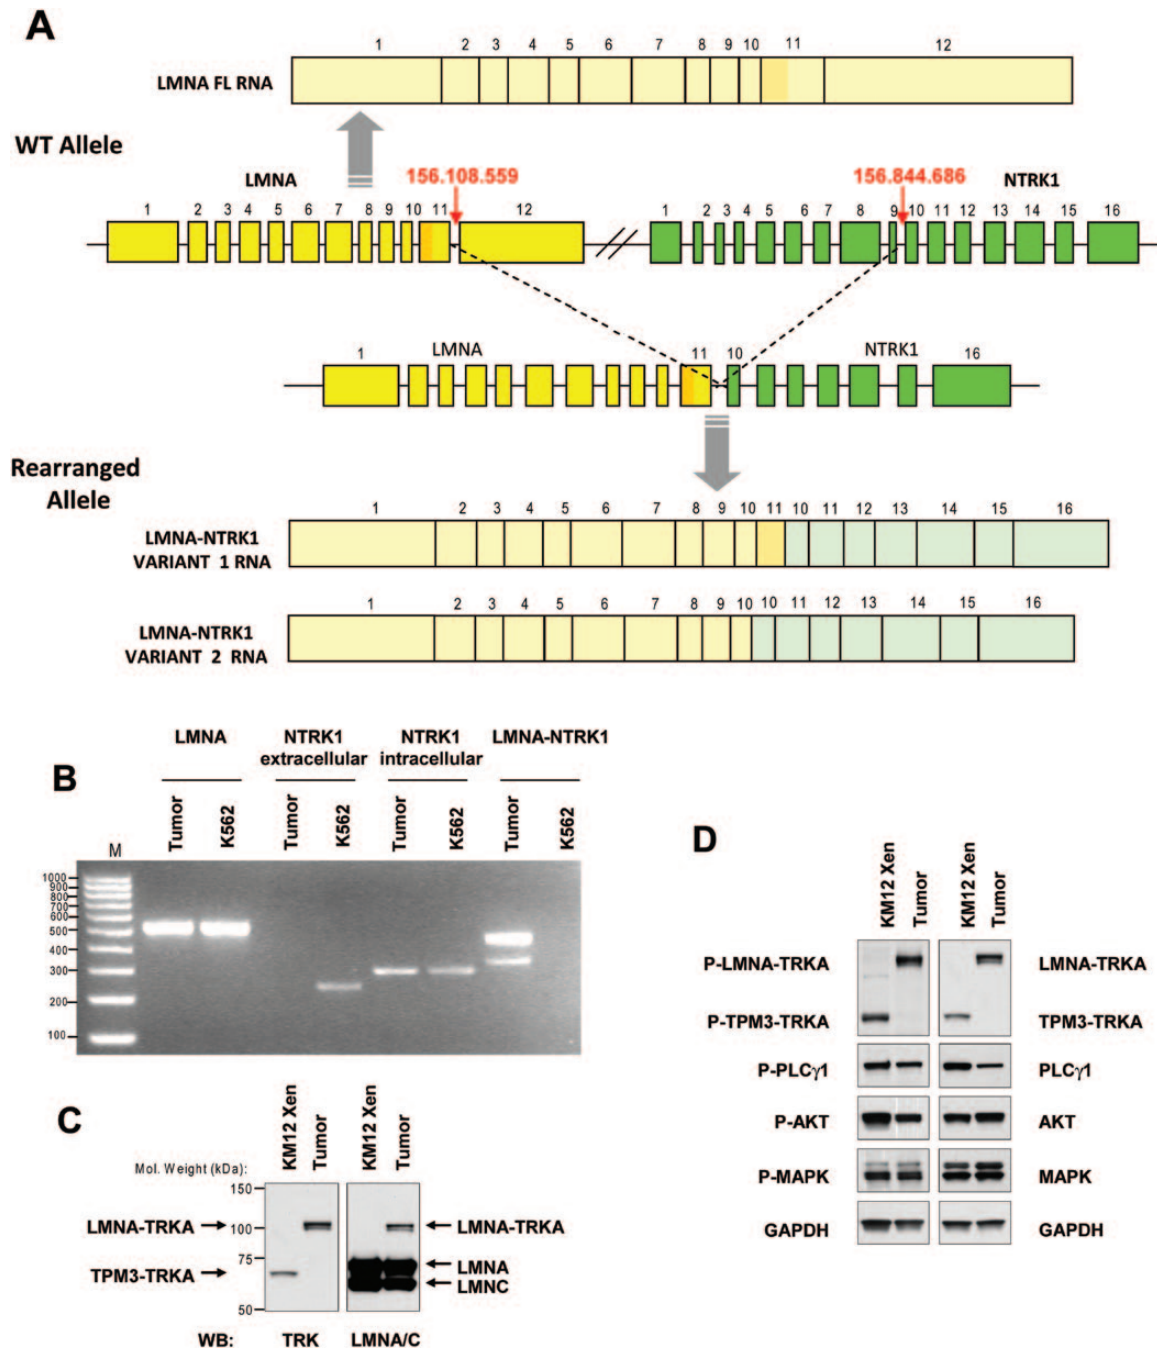 A
1 2 3 4 5 6 7 8 9 10 11 12
LMNA FL RNA
WT Allele
LMNA 156.108.559 156.844.686 NTRK1
1 2 3 4 5 6 7 8 9 10 11 12 1 2 3 4 5 6 7 8 9 10 11 12 13 14 15 16
1 LMNA 11 10 NTRK1 16
Rearranged
Allele
1 2 3 4 5 6 7 8 9 10 11 10 11 12 13 14 15 16
LMNA-NTRK1
VARIANT 1 RNA
1 2 3 4 5 6 7 8 9 10 10 11 12 13 14 15 16
LMNA-NTRK1
VARIANT 2 RNA
B
LMNA NTRK1 extracellular NTRK1 intracellular LMNA-NTRK1
Tumor K562 Tumor K562 Tumor K562 Tumor K562
M
1000
900
800
700
600
500
400
300
200
100
C
KM12 Xen Tumor KM12 Xen Tumor
Mol. Weight (kDa):
150
LMNA-TRKA 100 LMNA-TRKA
75 LMNA
TPM3-TRKA LMNC
50
WB: TRK LMNA/C
D
KM12 Xen Tumor KM12 Xen Tumor
P-LMNA-TRKA LMNA-TRKA
P-TPM3-TRKA TPM3-TRKA
P-PLCγ1 PLCγ1
P-AKT AKT
P-MAPK MAPK
GAPDH GAPDH